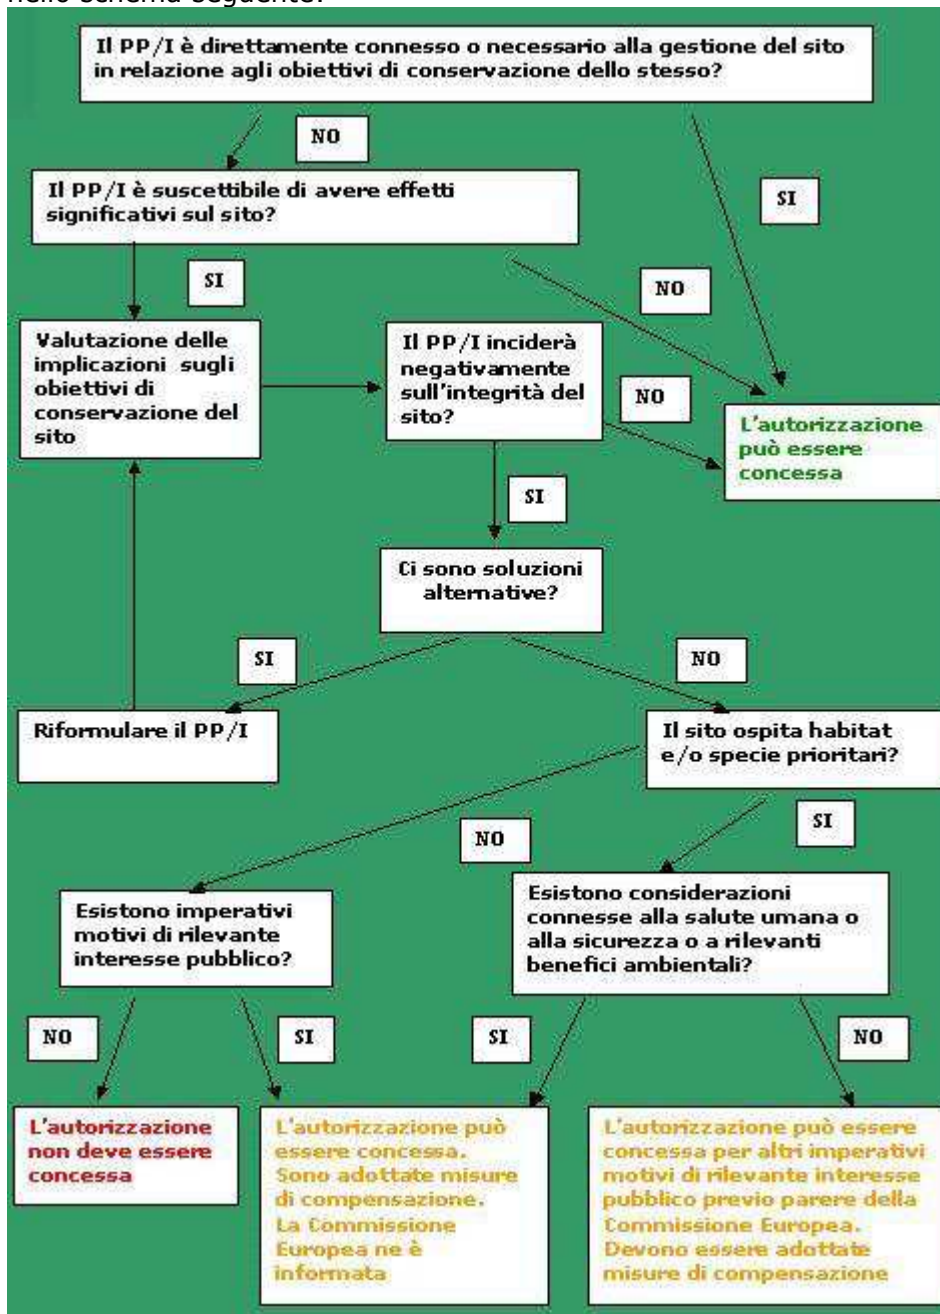 nello schema seguente:
Il PP/I è direttamente connesso o necessario alla gestione del sito
in relazione agli obiettivi di conservazione dello stesso?
NO
SI
Il PP/I è suscettibile di avere effetti
significativi sul sito?
SI
NO
Valutazione delle
implicazioni sugli
obiettivi di
conservazione del
sito
Il PP/I inciderà
negativamente
sull'integrità del
sito?
NO
L'autorizzazione
può essere
concessa
SI
Ci sono soluzioni
alternative?
SI
NO
Riformulare il PP/I
Il sito ospita habitat
e/o specie prioritari?
NO
SI
Esistono imperativi
motivi di rilevante
interesse pubblico?
Esistono considerazioni
connesse alla salute umana o
alla sicurezza o a rilevanti
benefici ambientali?
NO
SI
SI
NO
L'autorizzazione
non deve essere
concessa
L'autorizzazione può
essere concessa.
Sono adottate misure
di compensazione.
La Commissione
Europea ne è
informata
L'autorizzazione può essere
concessa per altri imperativi
motivi di rilevante interesse
pubblico previo parere della
Commissione Europea.
Devono essere adottate
misure di compensazione